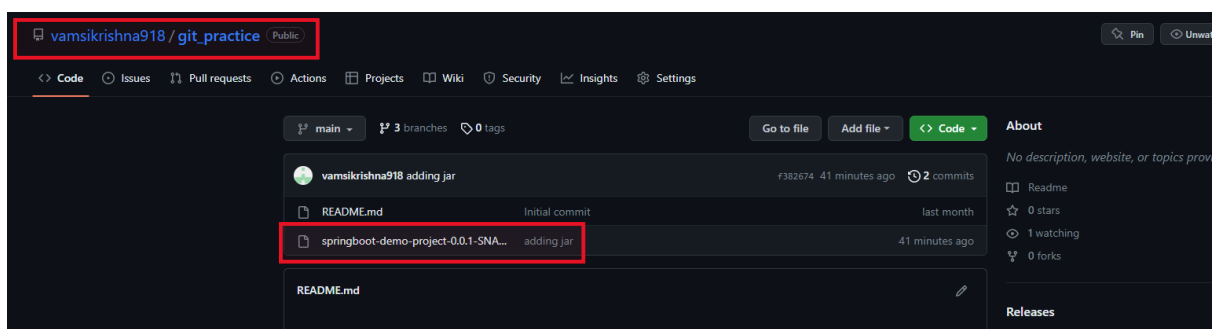 vamsikrishna918 / git_practice Public
Pin Unwat
<> Code Issues Pull requests Actions Projects Wiki Security Insights Settings
main 3 branches 0 tags Go to file Add file <> Code
About
No description, website, or topics prov
vamsikrishna918 adding jar f382674 41 minutes ago 2 commits
README.md Initial commit last month
springboot-demo-project-0.0.1-SNA... adding jar 41 minutes ago
Readme
0 stars
1 watching
0 forks
README.md
Releases